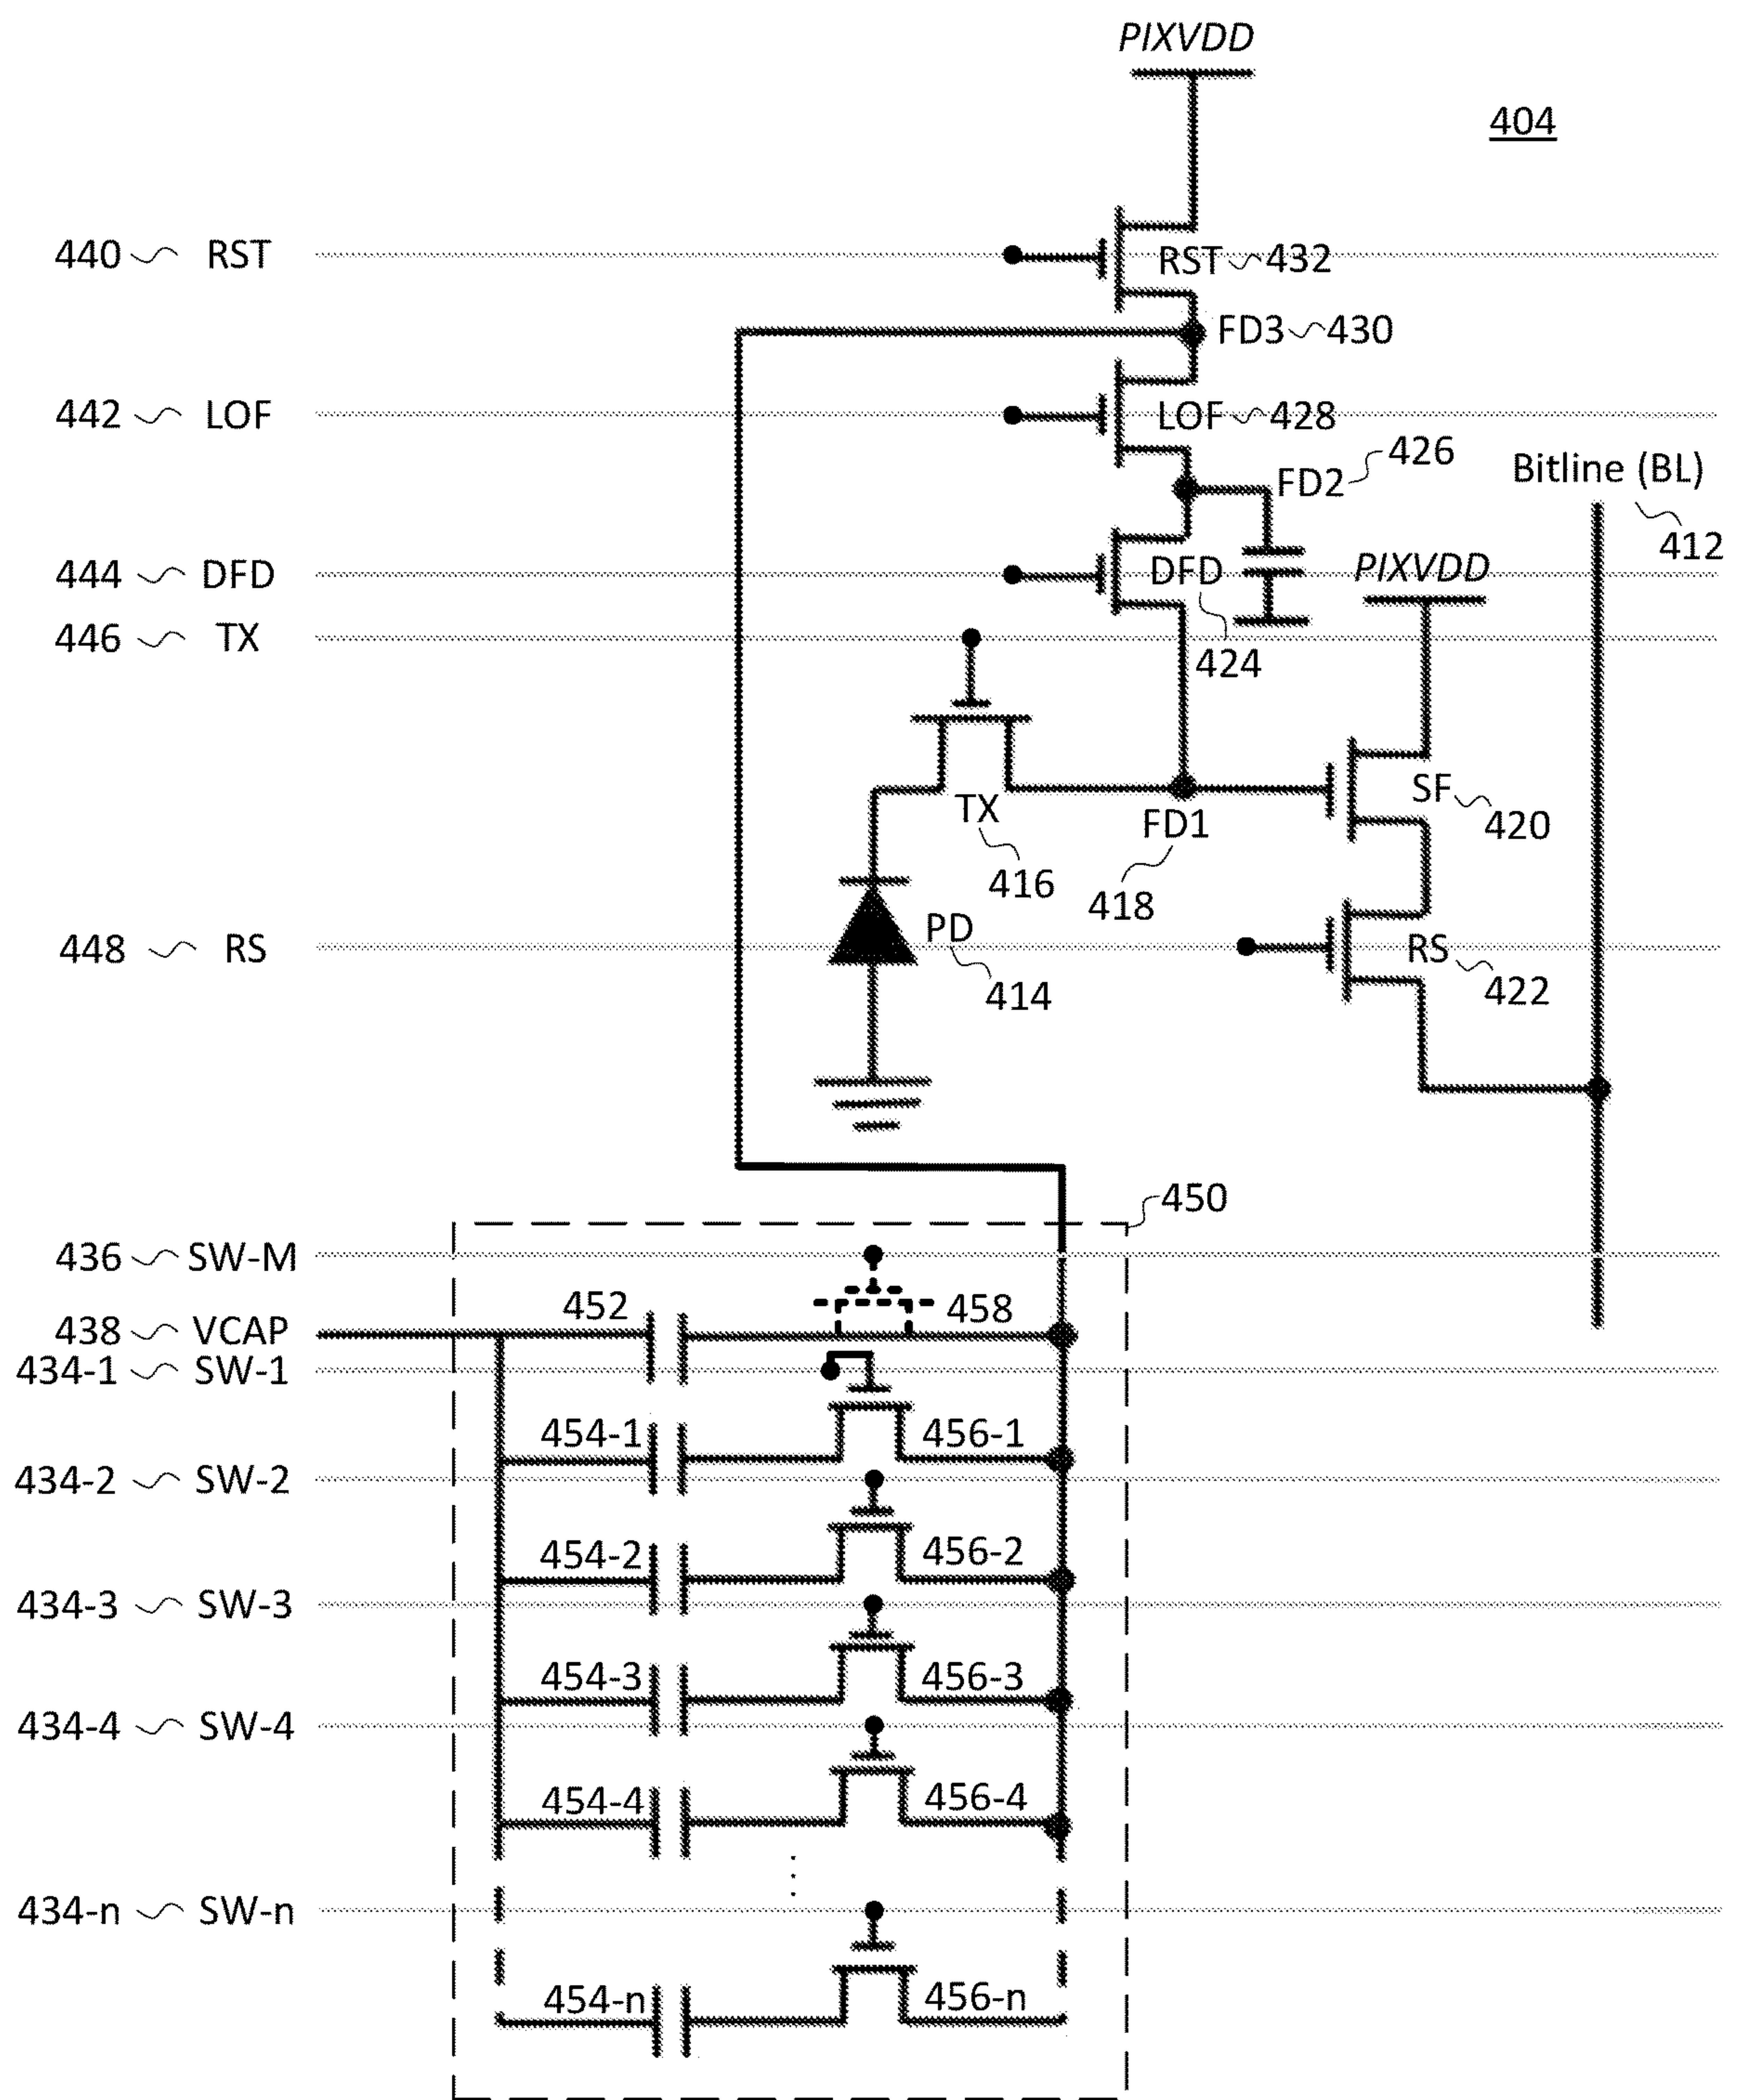 PIXVDD
404
440 RST
RST 432
FD3 430
442 LOF
LOF 428
426
FD2
Bitline (BL)
412
444 DFD
DFD
PIXVDD
446 TX
424
SF
420
TX
416
FD1
418
448 RS
PD
414
RS
422
450
436 SW-M
452
458
438 VCAP
434-1 SW-1
454-1
456-1
434-2 SW-2
454-2
456-2
434-3 SW-3
454-3
456-3
434-4 SW-4
454-4
456-4
434-n SW-n
454-n
456-n